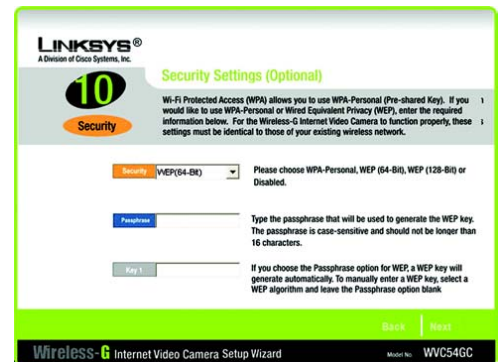 LINKSYS®
A Division of Cisco Systems, Inc.
10
Security
Security Settings (Optional)
Wi-Fi Protected Access (WPA) allows you to use WPA-Personal (Pre-shared Key). If you
would like to use WPA-Personal or Wired Equivalent Privacy (WEP), enter the required
information below. For the Wireless-G Internet Video Camera to function properly, these
settings must be identical to those of your existing wireless network.
Security WEP(64-Bit)
Please choose WPA-Personal, WEP (64-Bit), WEP (128-Bit) or
Disabled.
Passphrase
Type the passphrase that will be used to generate the WEP key.
The passphrase is case-sensitive and should not be longer than
16 characters.
Key 1
If you choose the Passphrase option for WEP, a WEP key will
generate automatically. To manually enter a WEP key, select a
WEP algorithm and leave the Passphrase option blank
Back Next
Wireless-G Internet Video Camera Setup Wizard
Model No WVC54GC